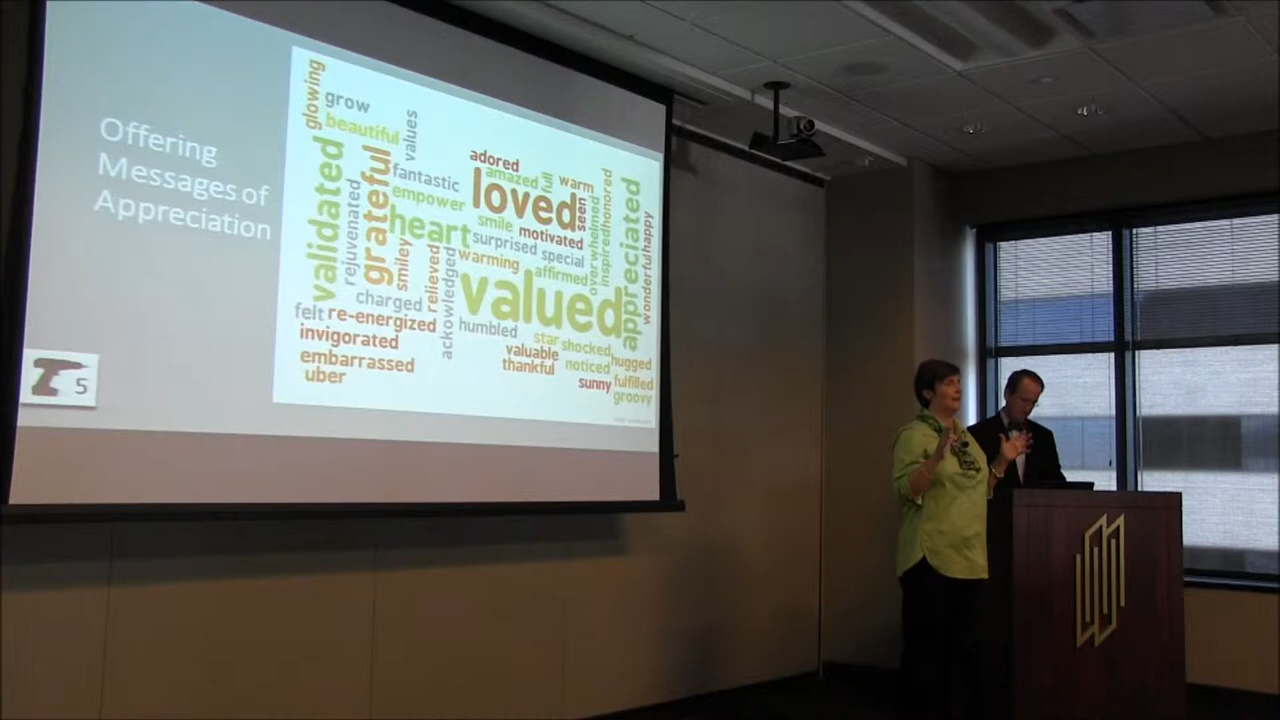 Offering
Messages of
Appreciation
5
glowing
grow
beautiful
values
validated
rejuvenated
grateful
fantastic
empower
heart
smiley
adored
amazed
full
warm
loved
seen
smile
motivated
surprised
special
warming
affirmed
overwhelmed
inspired
honored
appreciated
happy
wonderful
relieved
acknowledged
valued
charged
felt
re-energized
humbled
invigorated
embarrassed
uber
star
shocked
valuable
thankful
noticed
hugged
sunny
fulfilled
groovy